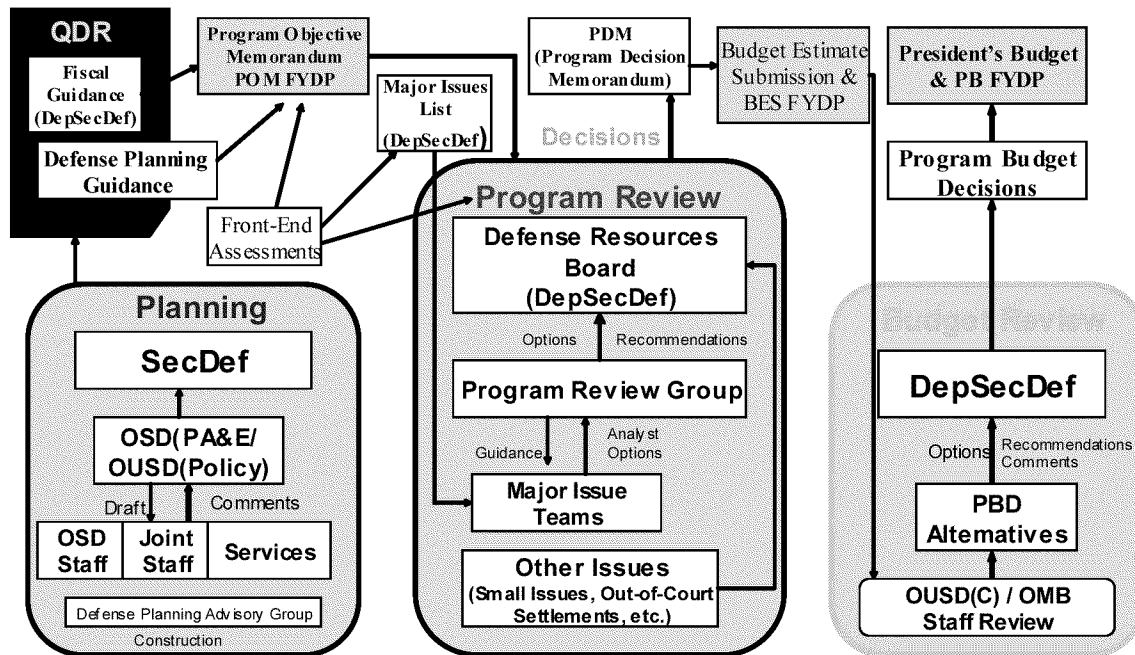 QDR
Fiscal
Guidance
(DepSecDef)
Defense Planning
Guidance
Program Objective
Memorandum
POM FYDP
Major Issues
List
(DepSecDef)
Front-End
Assessments
PDM
(Program Decision
Memorandum)
Decisions
Budget Estimate
Submission &
BES FYDP
President's Budget
& PB FYDP
Program Budget
Decisions
Planning
SecDef
OSD(PA&E/
OUSD(Policy)
Draft
Comments
OSD
Staff
Joint
Staff
Services
Defense Planning Advisory Group
Construction
Program Review
Defense Resources
Board
(DepSecDef)
Options
Recommendations
Program Review Group
Guidance
Analyst
Options
Major Issue
Teams
Other Issues
(Small Issues, Out-of-Court
Settlements, etc.)
Budget Review
DepSecDef
Options
Recommendations
Comments
PBD
Alternatives
OUSD(C) / OMB
Staff Review